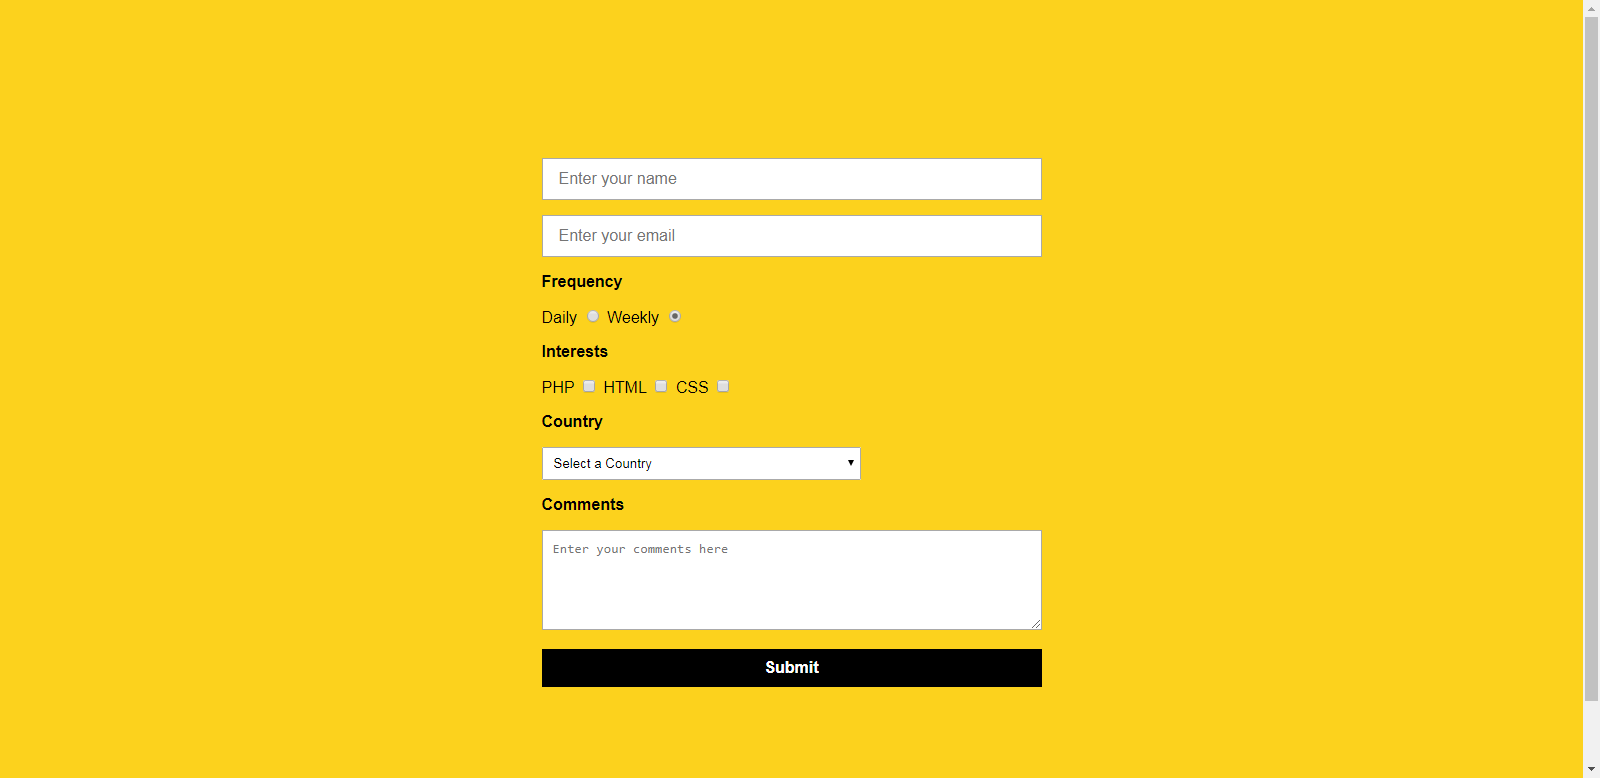 Enter your name
Enter your email
Frequency
Daily Weekly
Interests
PHP HTML CSS
Country
Select a Country
Comments
Enter your comments here
Submit